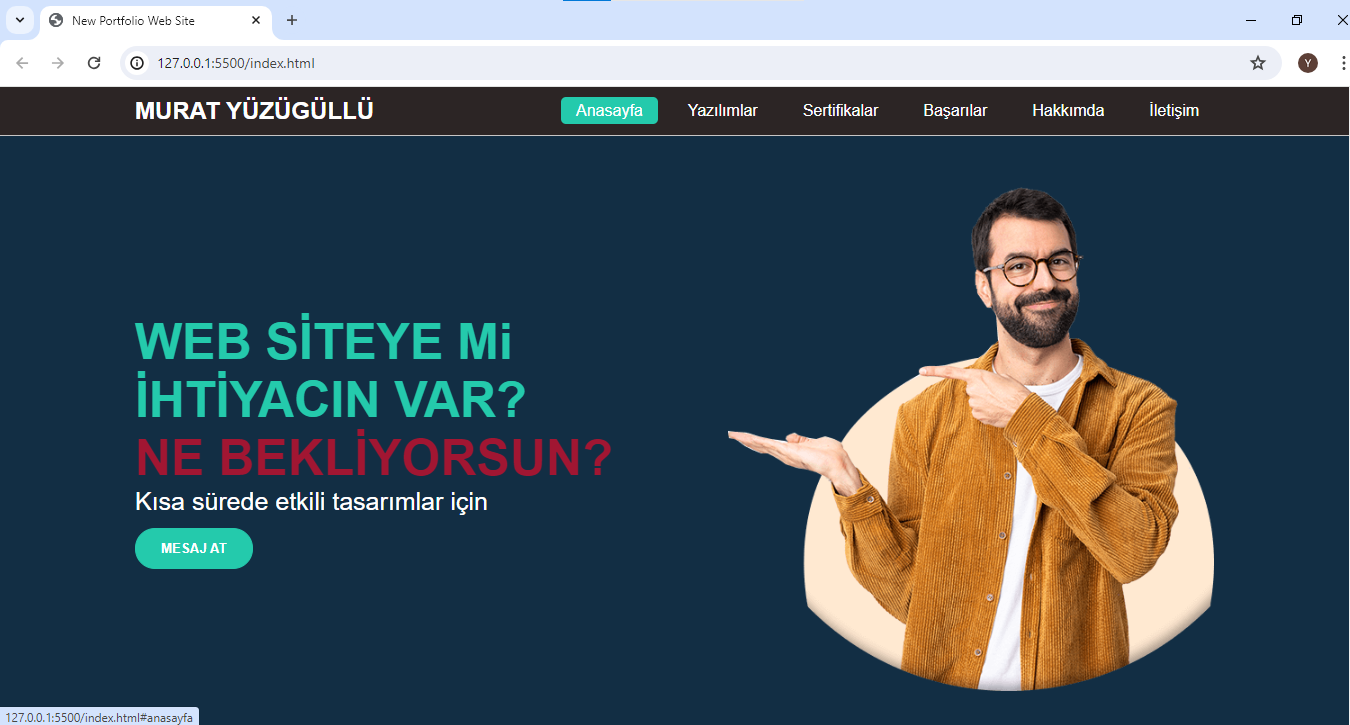 New Portfolio Web Site
127.0.0.1:5500/index.html
Y
MURAT YÜZÜGÜLLÜ
Anasayfa Yazılımlar Sertifikalar Başarılar Hakkımda İletişim
WEB SİTEYE Mi
İHTİYACIN VAR?
NE BEKLİYORSUN?
Kısa sürede etkili tasarımlar için
MESAJ AT
127.0.0.1:5500/index.html#anasayfa